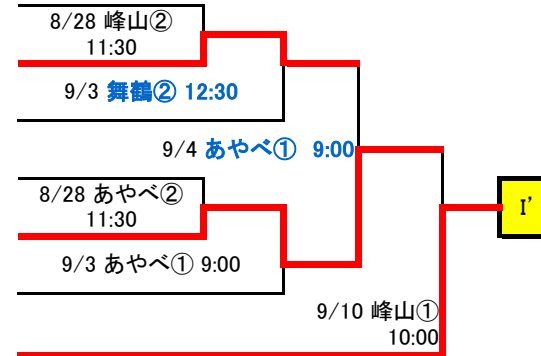 8/28 峰山②
11:30
9/3 舞鶴② 12:30
9/4 あやべ① 9:00
8/28 あやべ②
11:30
I’
9/3 あやべ① 9:00
9/10 峰山①
10:00